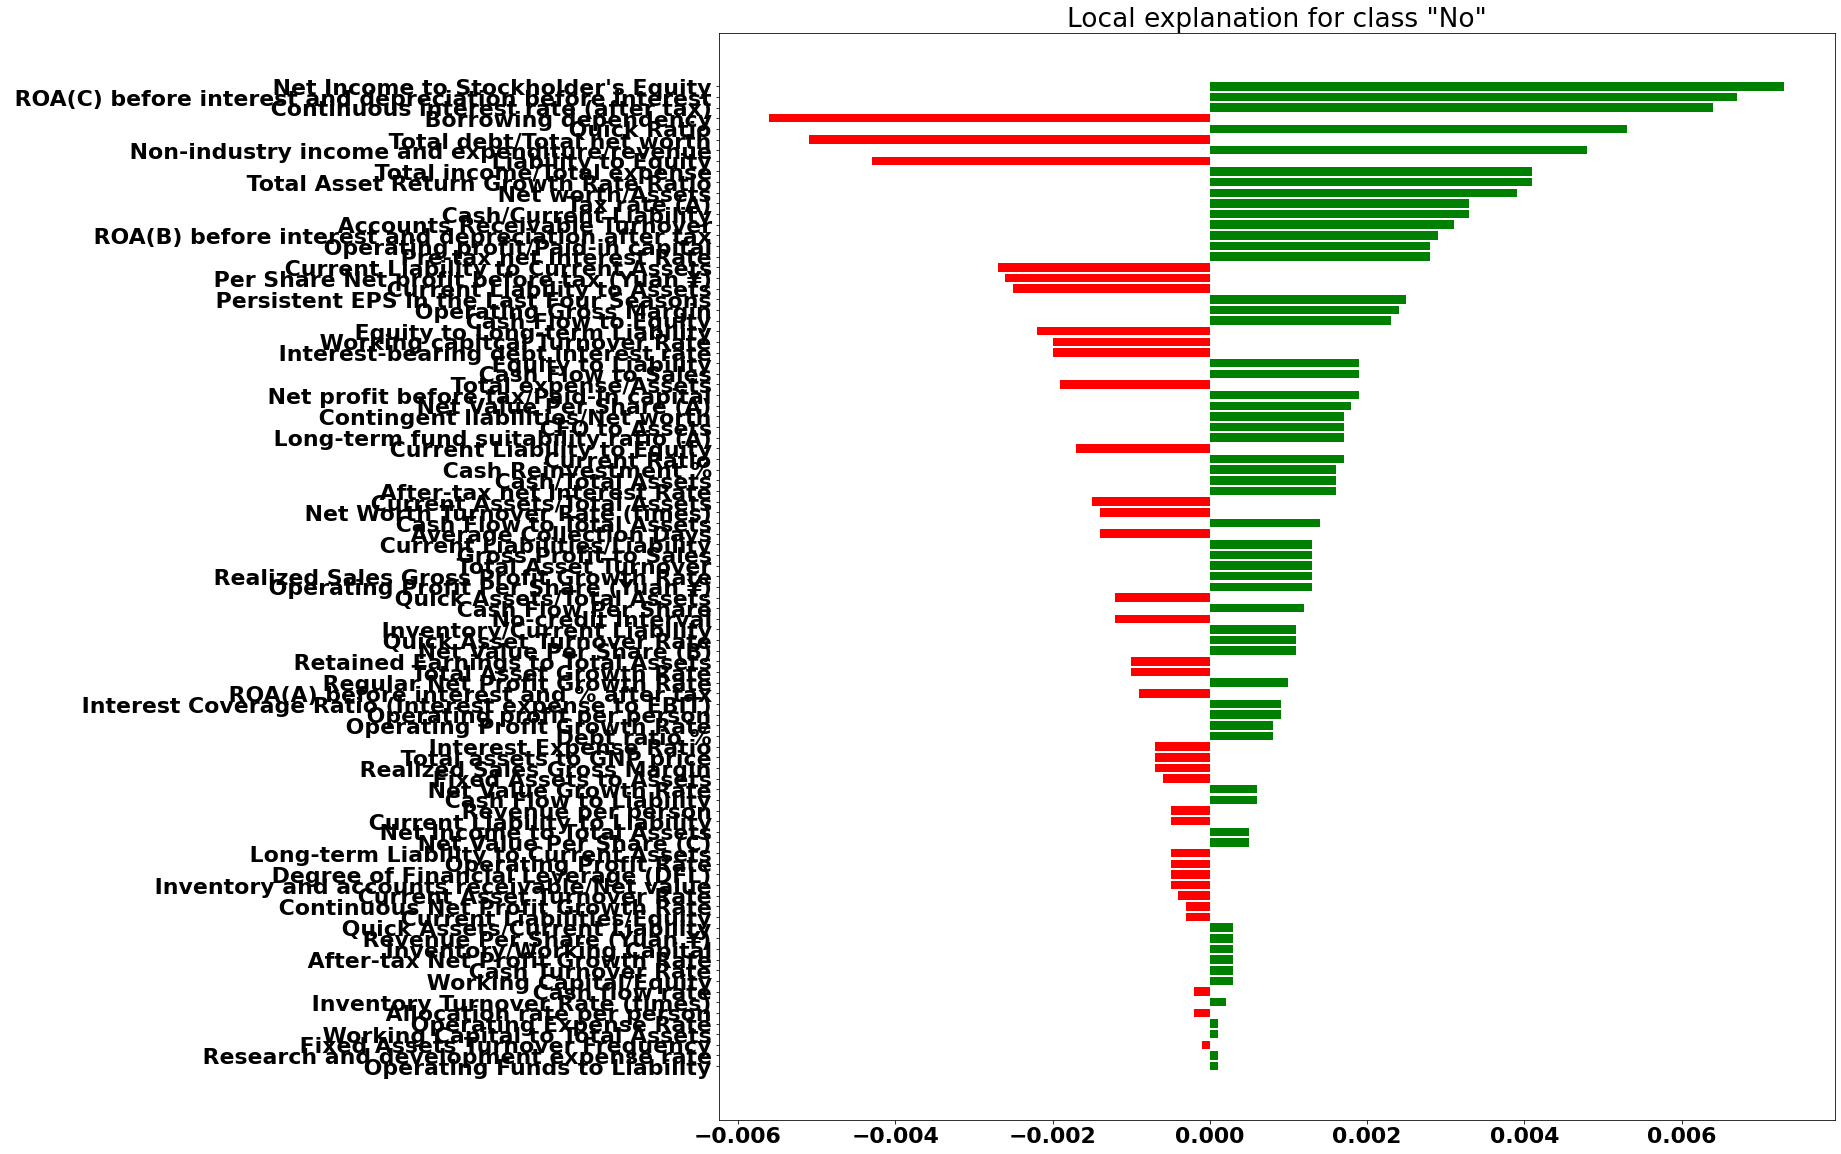 Local explanation for class "No"
Net Income to Stockholder's Equity
ROA(C) before interest and depreciation before interest
Continuous interest rate (after tax)
Borrowing dependency
Quick Ratio
Total debt/Total net worth
Non-industry income and expenditure/revenue
Liability to Equity
Total income/Total expense
Total Asset Return Growth Rate Ratio
Net worth/Assets
Tax rate (A)
Cash/Current Liability
Accounts Receivable Turnover
ROA(B) before interest and depreciation after tax
Operating profit/Paid-in capital
Pre-tax net Interest Rate
Current Liability to Current Assets
Per Share Net profit before tax (Yuan ¥)
Current Liability to Assets
Persistent EPS in the Last Four Seasons
Operating Gross Margin
Cash Flow to Equity
Equity to Long-term Liability
Working capitcal Turnover Rate
Interest-bearing debt interest rate
Equity to Liability
Cash Flow to Sales
Total expense/Assets
Net profit before tax/Paid-in capital
Net Value Per Share (A)
Contingent liabilities/Net worth
CFO to Assets
Long-term fund suitability ratio (A)
Current Liability to Equity
Current Ratio
Cash Reinvestment %
Cash/Total Assets
After-tax net Interest Rate
Current Assets/Total Assets
Net Worth Turnover Rate (times)
Cash Flow to Total Assets
Average Collection Days
Current Liabilities/Liability
Gross Profit to Sales
Total Asset Turnover
Realized Sales Gross Profit Growth Rate
Operating Profit Per Share (Yuan ¥)
Quick Assets/Total Assets
Cash Flow Per Share
No-credit Interval
Inventory/Current Liability
Quick Asset Turnover Rate
Net Value Per Share (B)
Retained Earnings to Total Assets
Total Asset Growth Rate
Regular Net Profit Growth Rate
ROA(A) before interest and % after tax
Interest Coverage Ratio (Interest expense to EBIT)
Operating profit per person
Operating Profit Growth Rate
Debt ratio %
Interest Expense Ratio
Total assets to GNP price
Realized Sales Gross Margin
Fixed Assets to Assets
Net Value Growth Rate
Cash Flow to Liability
Revenue per person
Current Liability to Liability
Net Income to Total Assets
Net Value Per Share (C)
Long-term Liability to Current Assets
Operating Profit Rate
Degree of Financial Leverage (DFL)
Inventory and accounts receivable/Net value
Current Asset Turnover Rate
Continuous Net Profit Growth Rate
Current Liabilities/Equity
Quick Assets/Current Liability
Revenue Per Share (Yuan ¥)
Inventory/Working Capital
After-tax Net Profit Growth Rate
Cash Turnover Rate
Working Capital/Equity
Cash flow rate
Inventory Turnover Rate (times)
Allocation rate per person
Operating Expense Rate
Working Capital to Total Assets
Fixed Assets Turnover Frequency
Research and development expense rate
Operating Funds to Liability
−0.006 −0.004 −0.002 0.000 0.002 0.004 0.006